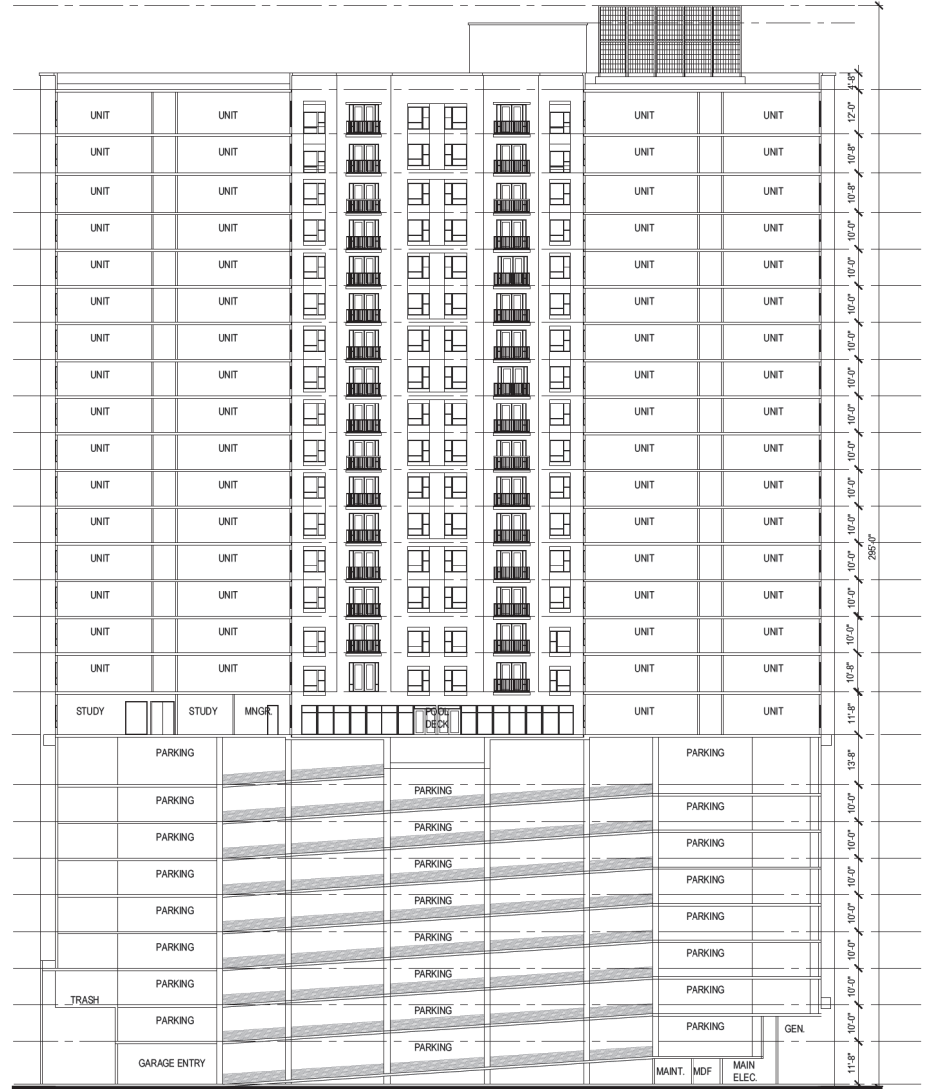 4'-8"
UNIT UNIT UNIT UNIT 12'-0"
UNIT UNIT UNIT UNIT 10'-8"
UNIT UNIT UNIT UNIT 10'-8"
UNIT UNIT UNIT UNIT 10'-0"
UNIT UNIT UNIT UNIT 10'-0"
UNIT UNIT UNIT UNIT 10'-0"
UNIT UNIT UNIT UNIT 10'-0"
UNIT UNIT UNIT UNIT 10'-0"
UNIT UNIT UNIT UNIT 10'-0"
UNIT UNIT UNIT UNIT 10'-0"
UNIT UNIT UNIT UNIT 10'-0"
UNIT UNIT UNIT UNIT 10'-0"
295'-0"
UNIT UNIT UNIT UNIT 10'-0"
UNIT UNIT UNIT UNIT 10'-0"
UNIT UNIT UNIT UNIT 10'-0"
UNIT UNIT UNIT UNIT 10'-8"
STUDY STUDY MNGR. POOL UNIT UNIT 11'-8"
DECK
PARKING PARKING 13'-8"
PARKING
PARKING PARKING 10'-0"
PARKING
PARKING PARKING 10'-0"
PARKING
PARKING PARKING 10'-0"
PARKING
PARKING PARKING 10'-0"
PARKING
PARKING PARKING 10'-0"
PARKING
PARKING PARKING 10'-0"
TRASH
PARKING
PARKING PARKING GEN. 10'-0"
PARKING
GARAGE ENTRY MAINT. MDF MAIN 11'-8"
ELEC.